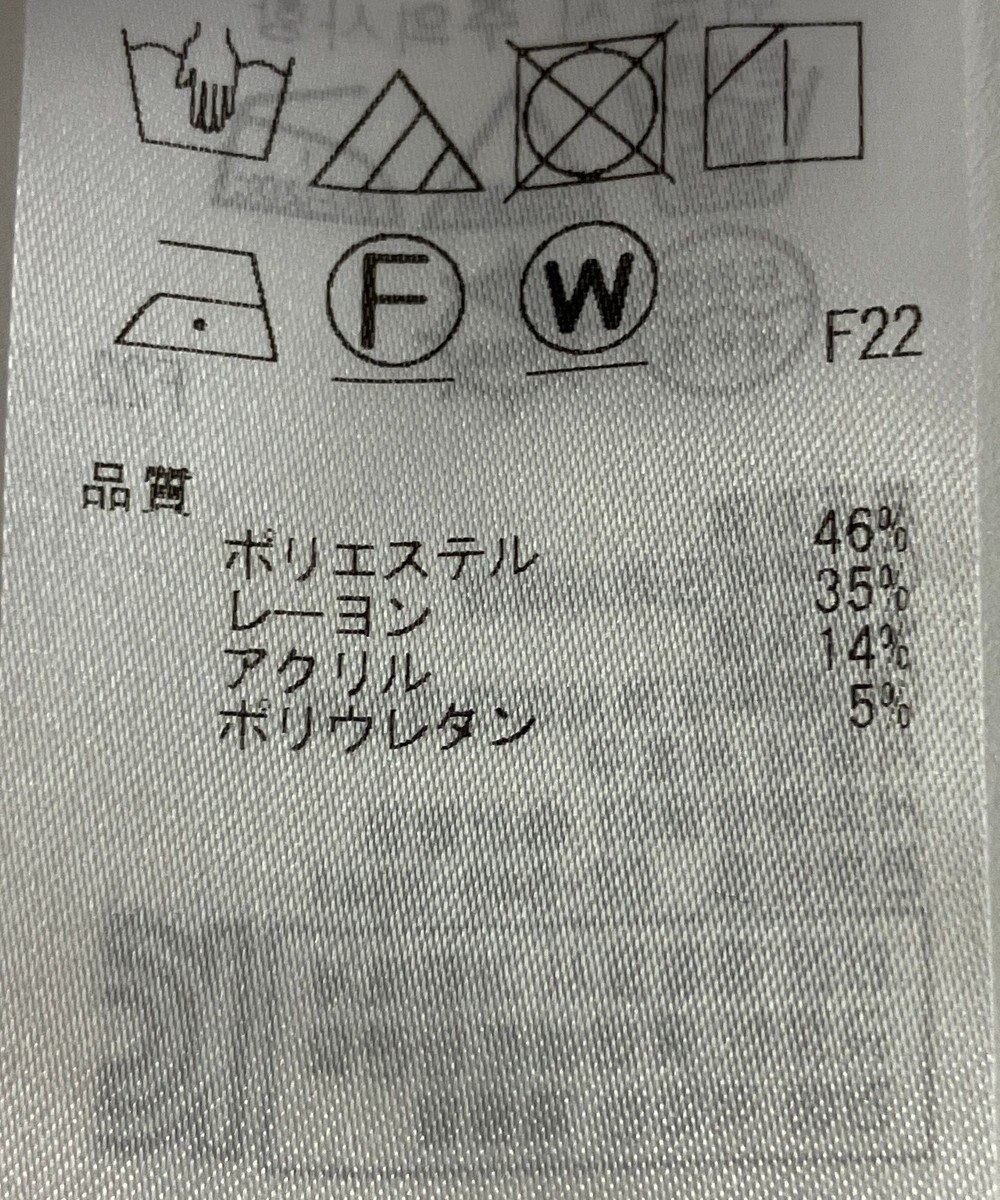 F W F22
品質
ポリエステル 46%
レーヨン 35%
アクリル 14%
ポリウレタン 5%